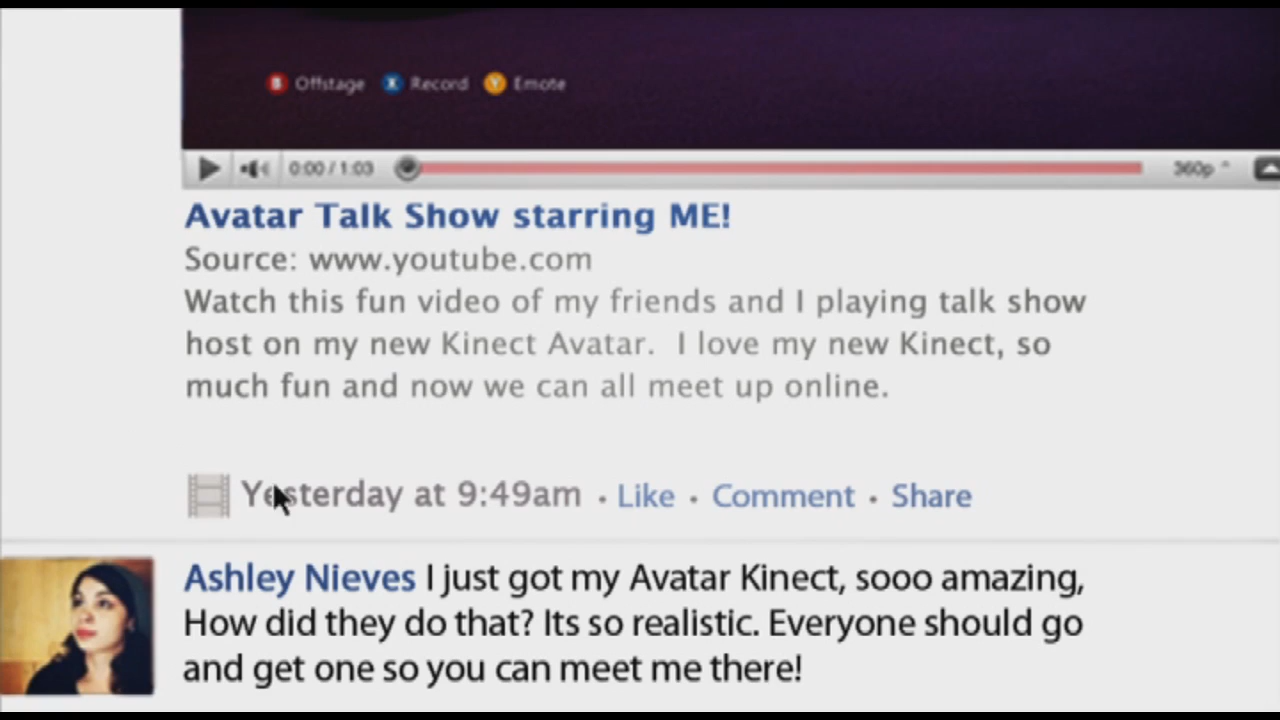 B Offstage X Record Y Emote
0:00 / 1:03 360p
Avatar Talk Show starring ME!
Source: www.youtube.com
Watch this fun video of my friends and I playing talk show
host on my new Kinect Avatar. I love my new Kinect, so
much fun and now we can all meet up online.
Yesterday at 9:49am · Like · Comment · Share
Ashley Nieves I just got my Avatar Kinect, sooo amazing,
How did they do that? Its so realistic. Everyone should go
and get one so you can meet me there!